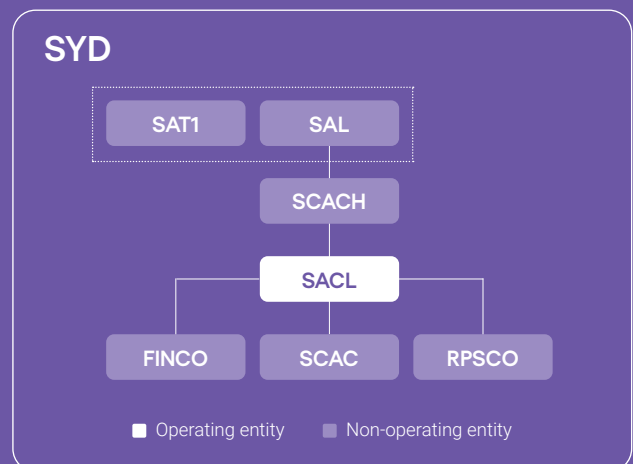 SYD
SAT1 SAL
SCACH
SACL
FINCO SCAC RPSCO
Operating entity Non-operating entity